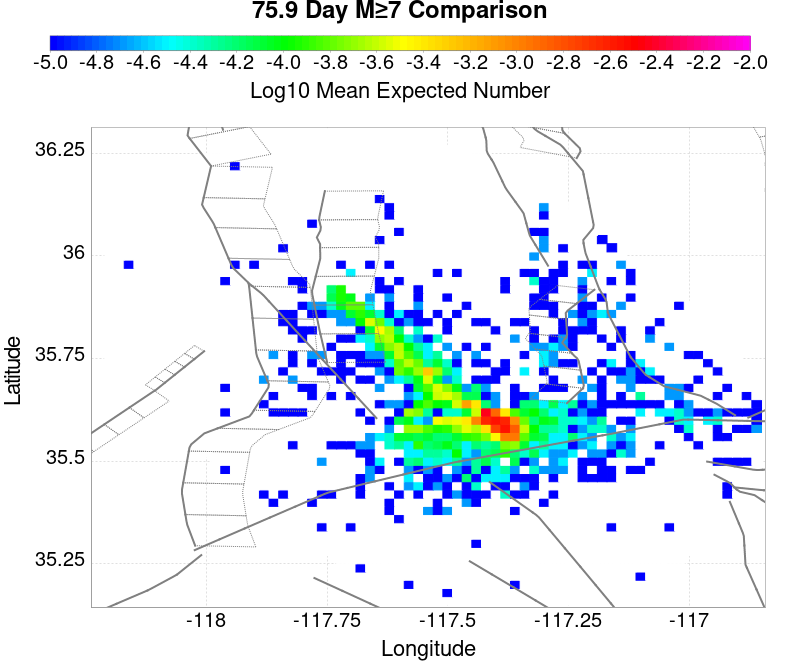 75.9 Day M≥7 Comparison
-5.0 -4.8 -4.6 -4.4 -4.2 -4.0 -3.8 -3.6 -3.4 -3.2 -3.0 -2.8 -2.6 -2.4 -2.2 -2.0
Log10 Mean Expected Number
36.25
36
35.75
35.5
35.25
Latitude
-118 -117.75 -117.5 -117.25 -117
Longitude